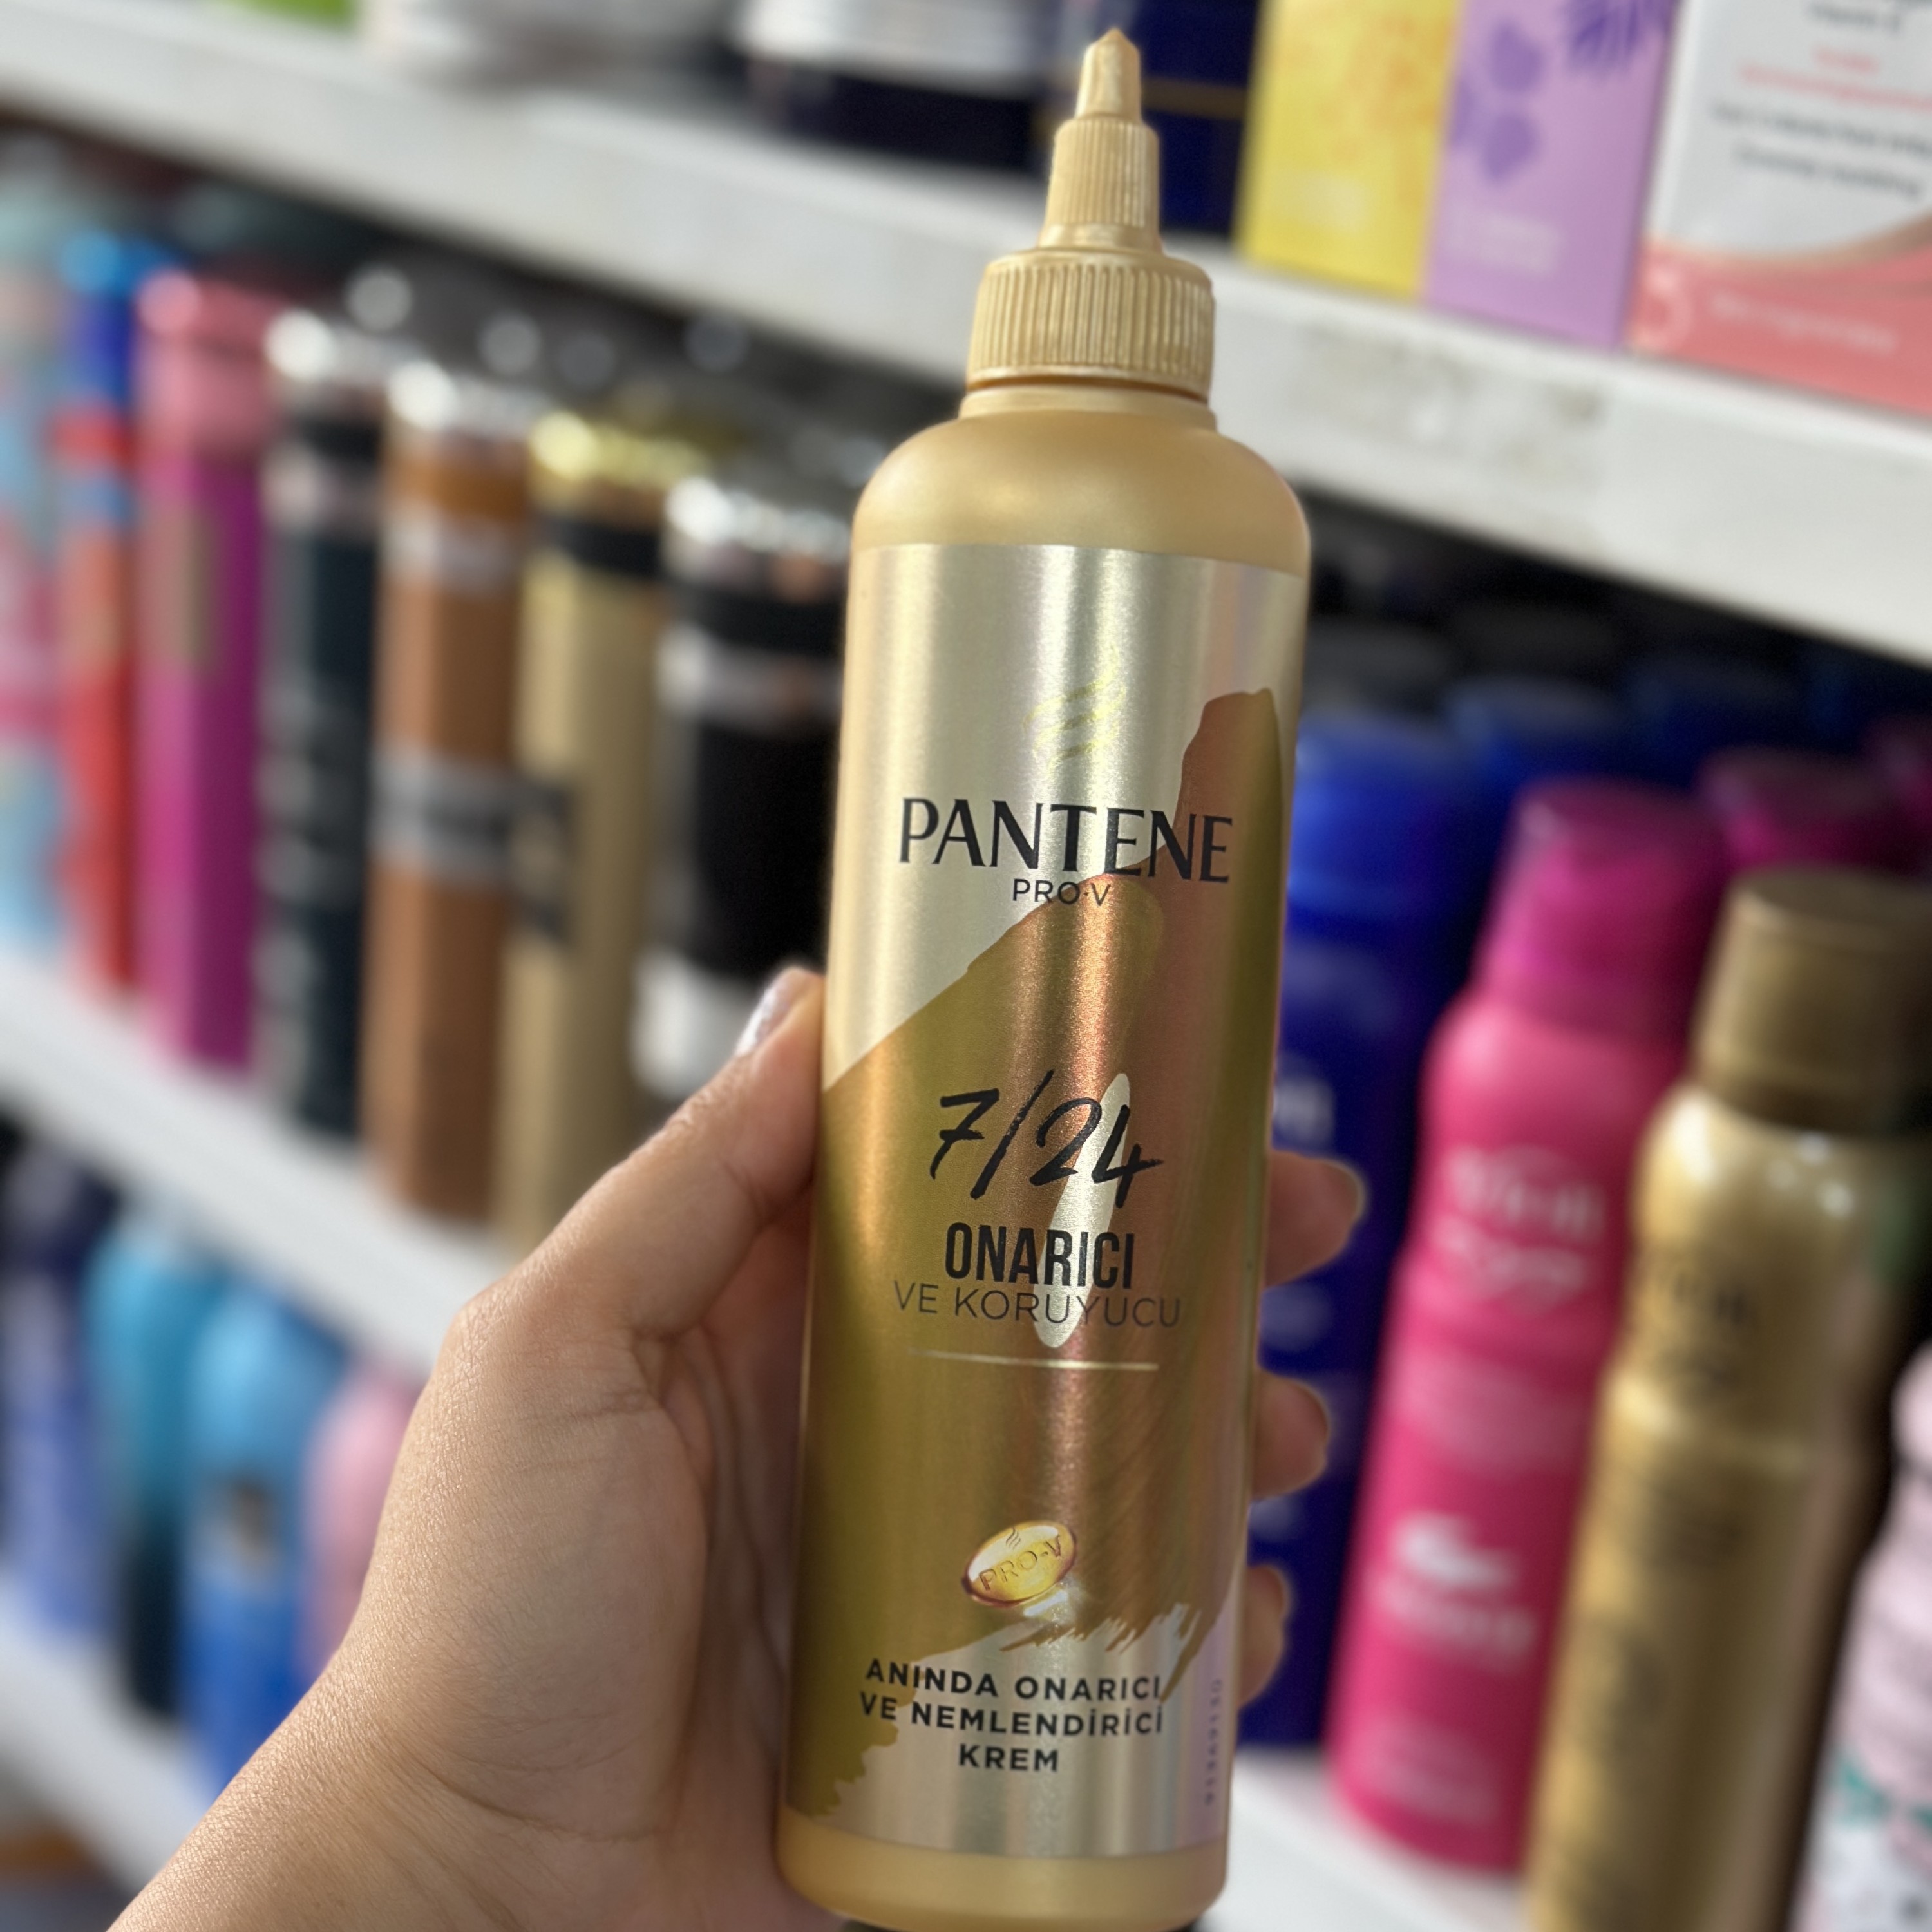 PANTENE
PRO-V
7/24
ONARICI
VE KORUYUCU
PRO-V
ANINDA ONARICI
VE NEMLENDİRİCİ
KREM